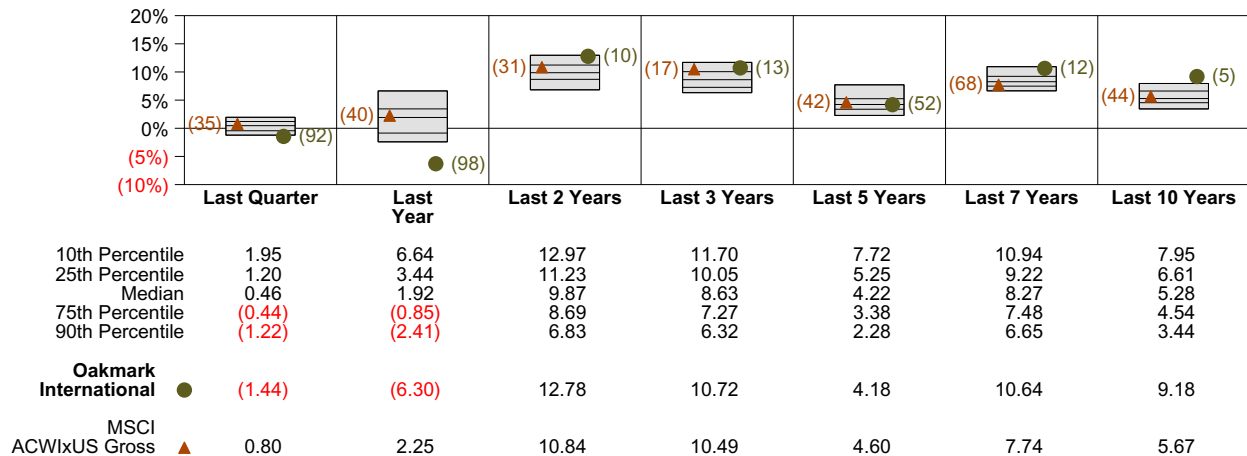 20%
15%
10%
5%
0%
(5%)
(10%)
(35)
(92)
(40)
(98)
(31)
(10)
(17)
(13)
(42)
(52)
(68)
(12)
(44)
(5)
Last Quarter Last Year Last 2 Years Last 3 Years Last 5 Years Last 7 Years Last 10 Years
10th Percentile 1.95 6.64 12.97 11.70 7.72 10.94 7.95
25th Percentile 1.20 3.44 11.23 10.05 5.25 9.22 6.61
Median 0.46 1.92 9.87 8.63 4.22 8.27 5.28
75th Percentile (0.44) (0.85) 8.69 7.27 3.38 7.48 4.54
90th Percentile (1.22) (2.41) 6.83 6.32 2.28 6.65 3.44
Oakmark
International (1.44) (6.30) 12.78 10.72 4.18 10.64 9.18
MSCI
ACWIxUS Gross 0.80 2.25 10.84 10.49 4.60 7.74 5.67